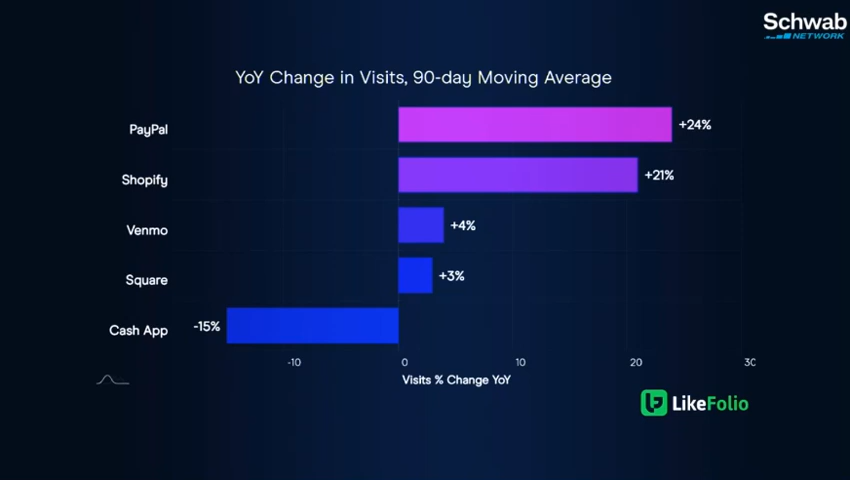 Schwab
NETWORK
YoY Change in Visits, 90-day Moving Average
PayPal
+24%
Shopify
+21%
Venmo
+4%
Square
+3%
Cash App
-15%
-10
0
10
20
30
Visits % Change YoY
LikeFolio